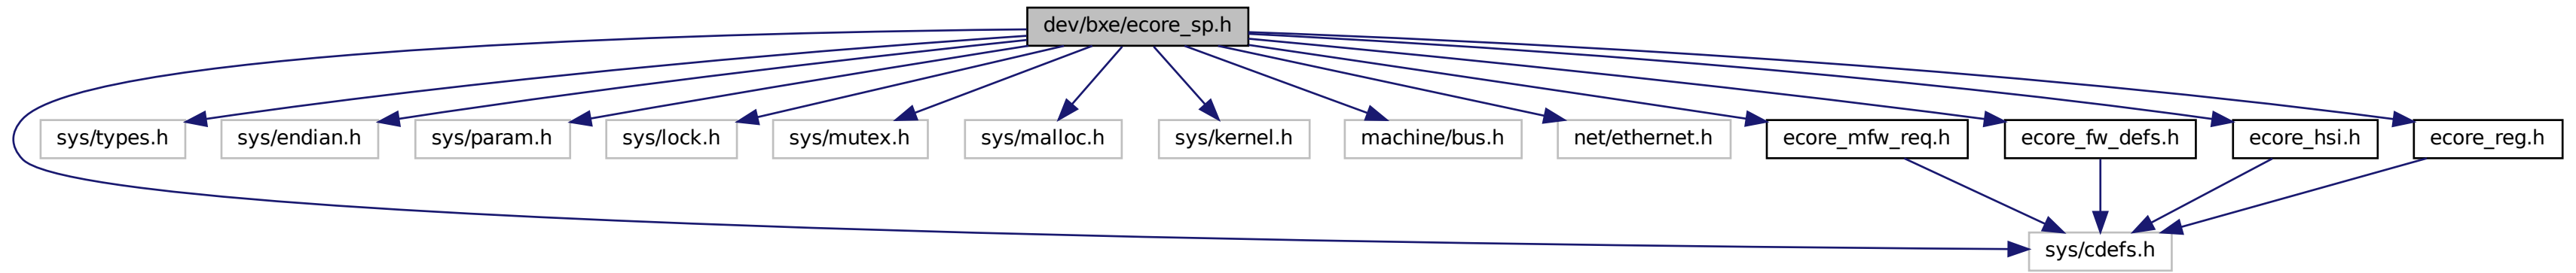 dev/bxe/ecore_sp.h
sys/types.h
sys/endian.h
sys/param.h
sys/lock.h
sys/mutex.h
sys/malloc.h
sys/kernel.h
machine/bus.h
net/ethernet.h
ecore_mfw_req.h
ecore_fw_defs.h
ecore_hsi.h
ecore_reg.h
sys/cdefs.h